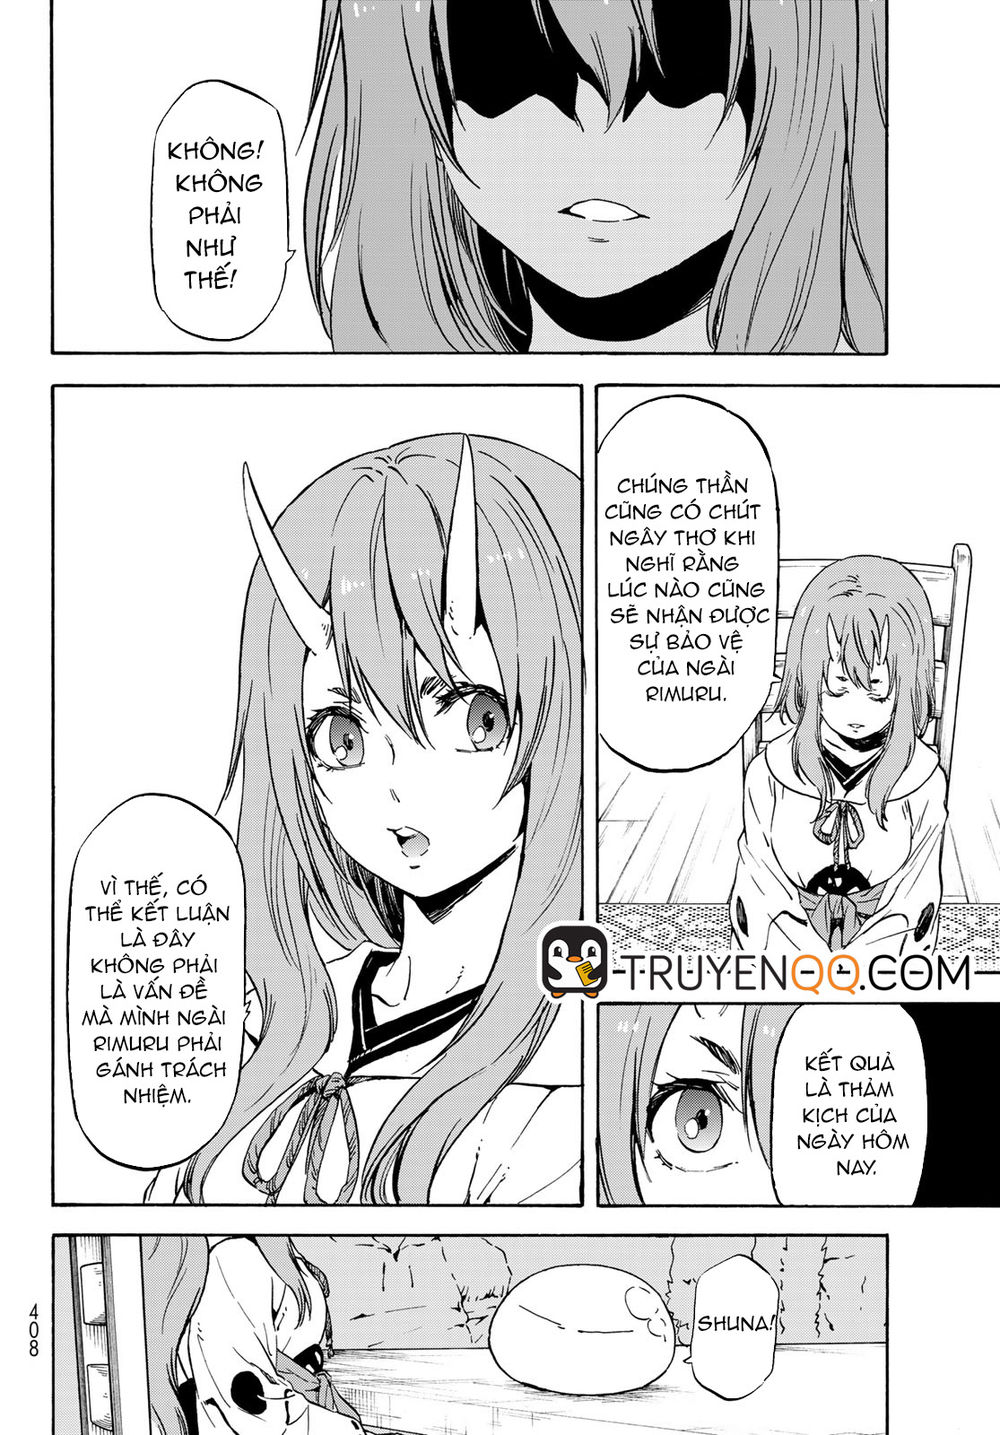 KHÔNG!
KHÔNG
PHẢI
NHƯ
THẾ!
CHÚNG THẦN
CŨNG CÓ CHÚT
NGÂY THƠ KHI
NGHĨ RẰNG
LÚC NÀO CŨNG
SẼ NHẬN ĐƯỢC
SỰ BẢO VỆ
CỦA NGÀI
RIMURU.
TRUYENQQ.COM
KẾT QUẢ
LÀ THẢM
KỊCH CỦA
NGÀY HÔM
NAY.
VÌ THẾ, CÓ
THỂ KẾT LUẬN
LÀ ĐÂY
KHÔNG PHẢI
LÀ VẤN ĐỀ
MÀ MÌNH NGÀI
RIMURU PHẢI
GÁNH TRÁCH
NHIỆM.
SHUNA!
408